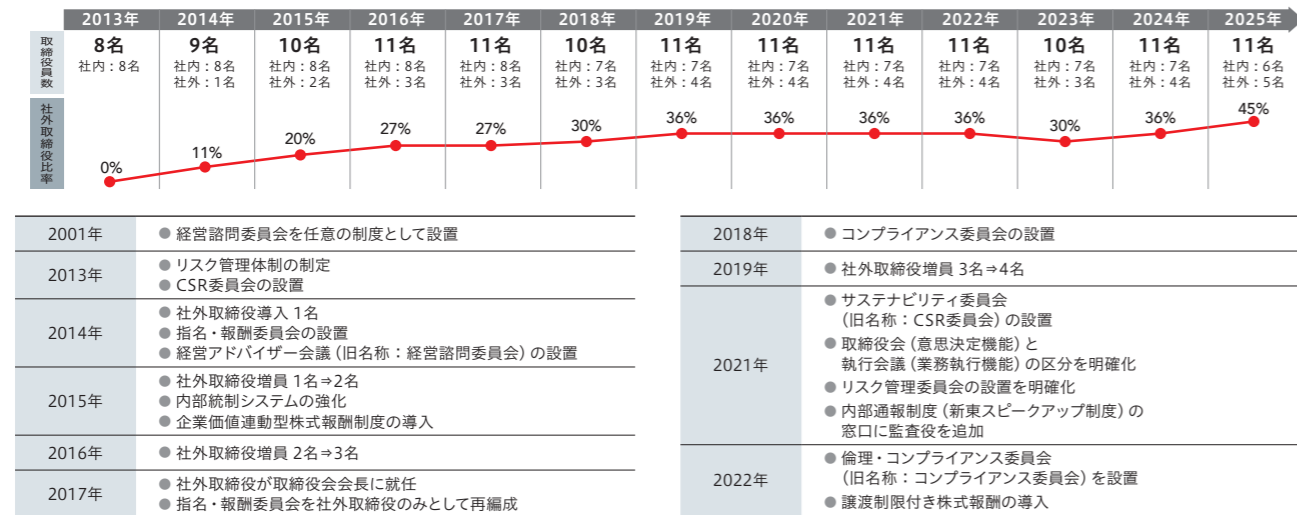 2013年 2014年 2015年 2016年 2017年 2018年 2019年 2020年 2021年 2022年 2023年 2024年 2025年
取締役員数
8名 9名 10名 11名 11名 10名 11名 11名 11名 11名 10名 11名 11名
社内：8名 社内：8名 社内：8名 社内：8名 社内：8名 社内：7名 社内：7名 社内：7名 社内：7名 社内：7名 社内：7名 社内：7名 社内：6名
社外：1名 社外：2名 社外：3名 社外：3名 社外：3名 社外：4名 社外：4名 社外：4名 社外：4名 社外：3名 社外：4名 社外：5名
社外取締役比率
0% 11% 20% 27% 27% 30% 36% 36% 36% 36% 30% 36% 45%
2001年
● 経営諮問委員会を任意の制度として設置
2013年
● リスク管理体制の制定
● CSR委員会の設置
2014年
● 社外取締役導入 1名
● 指名・報酬委員会の設置
● 経営アドバイザー会議（旧名称：経営諮問委員会）の設置
2015年
● 社外取締役増員 1名⇒2名
● 内部統制システムの強化
● 企業価値連動型株式報酬制度の導入
2016年
● 社外取締役増員 2名⇒3名
2017年
● 社外取締役が取締役会会長に就任
● 指名・報酬委員会を社外取締役のみとして再編成
2018年
● コンプライアンス委員会の設置
2019年
● 社外取締役増員 3名⇒4名
2021年
● サステナビリティ委員会
（旧名称：CSR委員会）の設置
● 取締役会（意思決定機能）と
執行会議（業務執行機能）の区分を明確化
● リスク管理委員会の設置を明確化
● 内部通報制度（新東スピークアップ制度）の
窓口に監査役を追加
2022年
● 倫理・コンプライアンス委員会
（旧名称：コンプライアンス委員会）を設置
● 譲渡制限付き株式報酬の導入